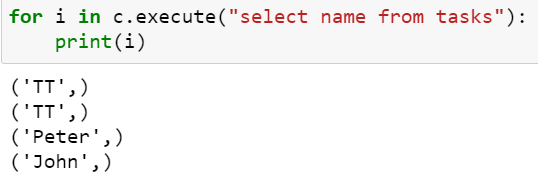 for i in c.execute("select name from tasks"):
    print(i)
('TT',)
('TT',)
('Peter',)
('John',)